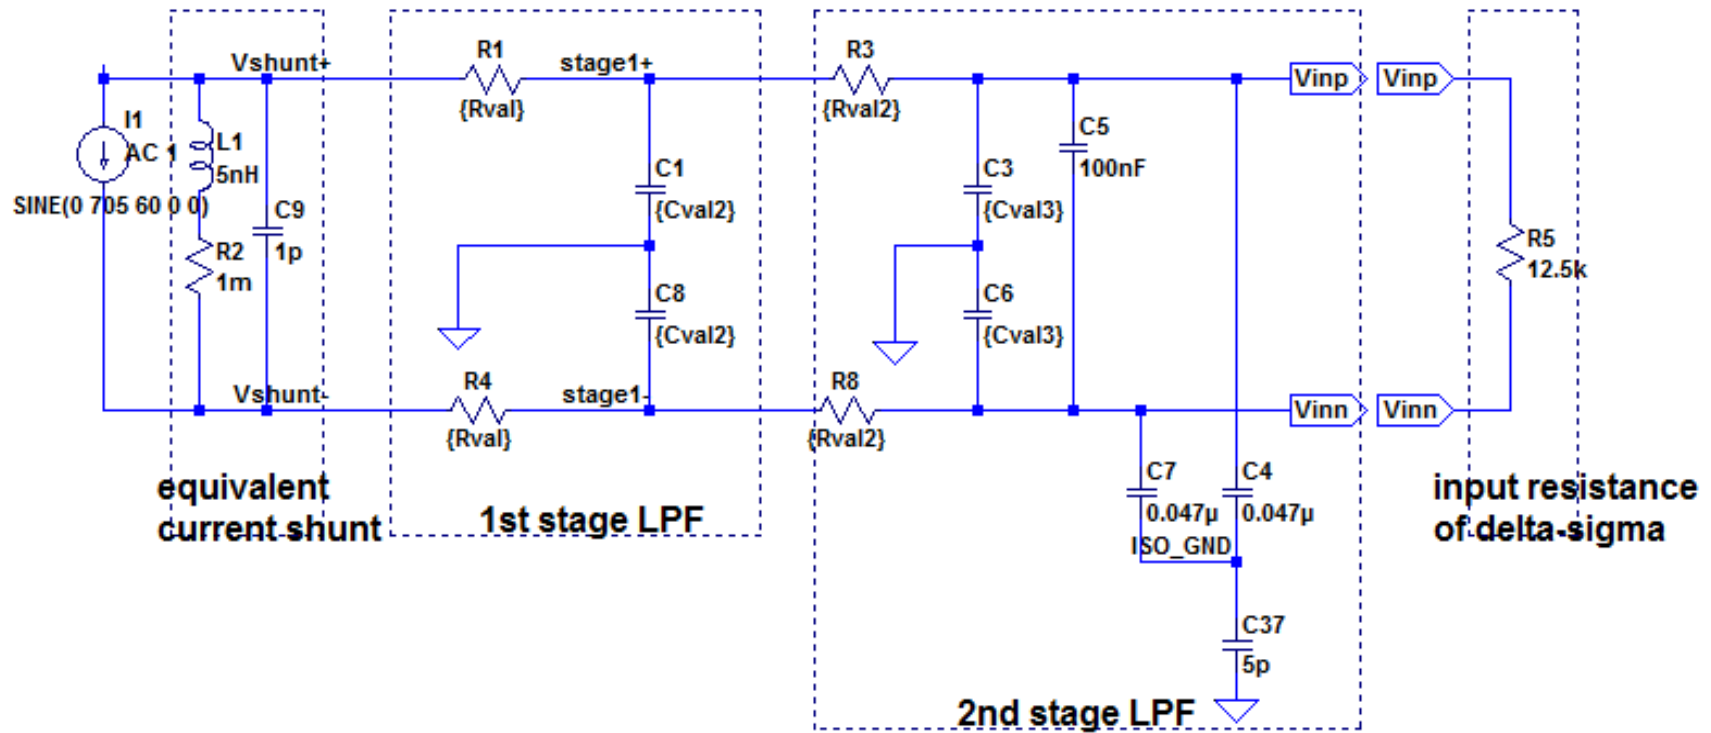 Vshunt+
R1
{Rval}
stage1+
R3
{Rval2}
Vinp
Vinp
I1
AC 1
SINE(0 705 60 0 0)
L1
5nH
R2
1m
C9
1p
C1
{Cval2}
C8
{Cval2}
C3
{Cval3}
C6
{Cval3}
C5
100nF
R5
12.5k
Vshunt-
R4
{Rval}
stage1-
R8
{Rval2}
Vinn
Vinn
C7
0.047µ
C4
0.047µ
ISO_GND
C37
5p
equivalent
current shunt
1st stage LPF
2nd stage LPF
input resistance
of delta-sigma